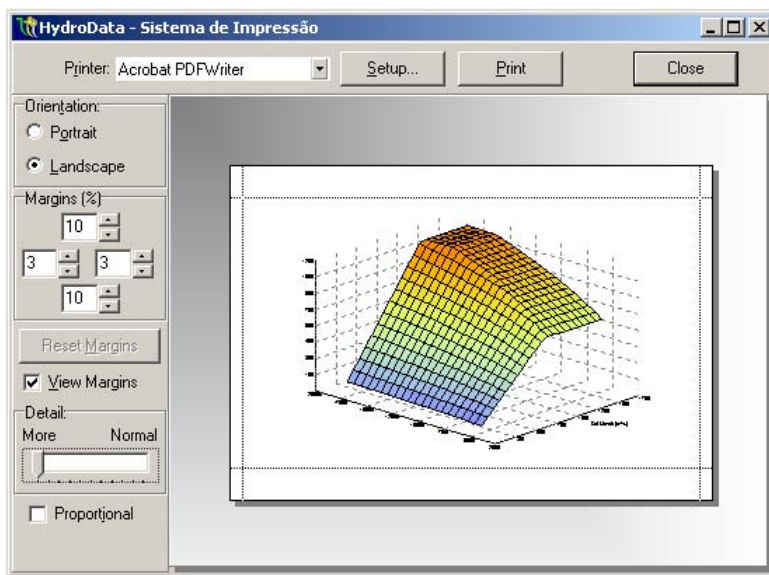 HydroData - Sistema de Impressão
Printer: Acrobat PDFWriter Setup... Print Close
Orientation:
Portrait
Landscape
Margins (%)
10
3 3
10
Reset Margins
View Margins
Detail:
More Normal
Proportional